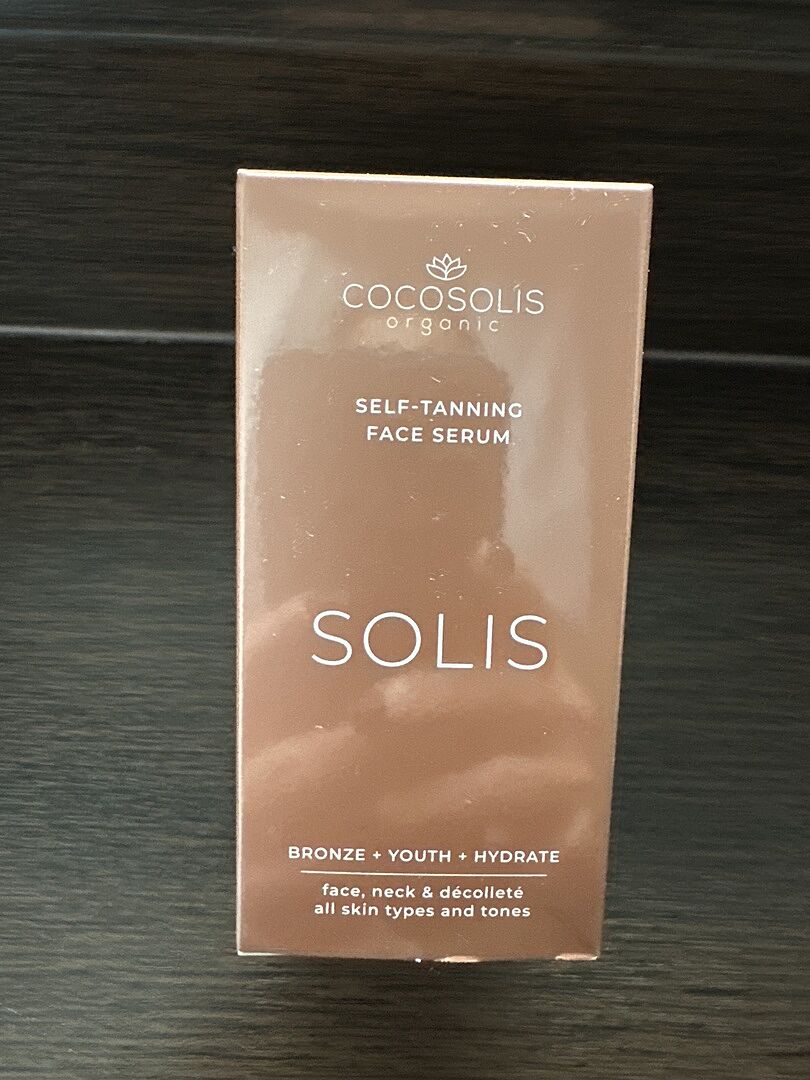 COCOSOLIS
organic
SELF-TANNING
FACE SERUM
SOLIS
BRONZE + YOUTH + HYDRATE
face, neck & décolleté
all skin types and tones